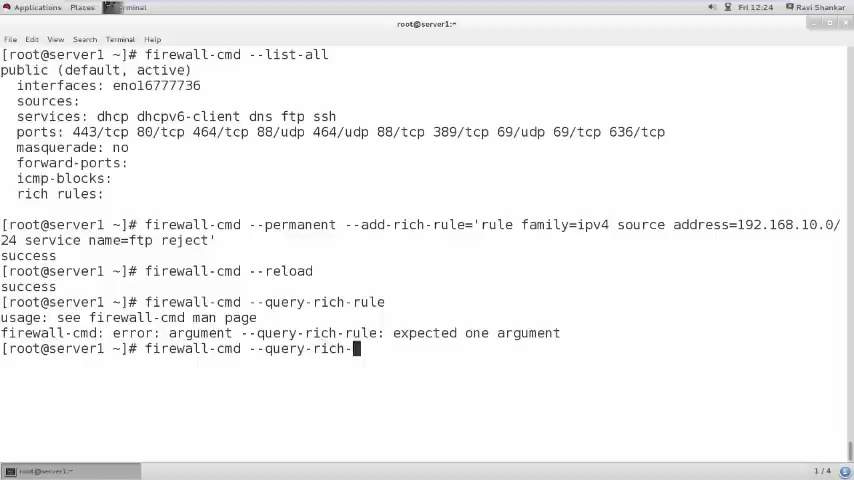 Applications Places Terminal Fri 12:24 Ravi Shankar
root@server1:~
File Edit View Search Terminal Help
[root@server1 ~]# firewall-cmd --list-all
public (default, active)
interfaces: eno16777736
sources:
services: dhcp dhcpv6-client dns ftp ssh
ports: 443/tcp 80/tcp 464/tcp 88/udp 464/udp 88/tcp 389/tcp 69/udp 69/tcp 636/tcp
masquerade: no
forward-ports:
icmp-blocks:
rich rules:
[root@server1 ~]# firewall-cmd --permanent --add-rich-rule='rule family=ipv4 source address=192.168.10.0/
24 service name=ftp reject'
success
[root@server1 ~]# firewall-cmd --reload
success
[root@server1 ~]# firewall-cmd --query-rich-rule
usage: see firewall-cmd man page
firewall-cmd: error: argument --query-rich-rule: expected one argument
[root@server1 ~]# firewall-cmd --query-rich-
root@server1:~ 1 / 4